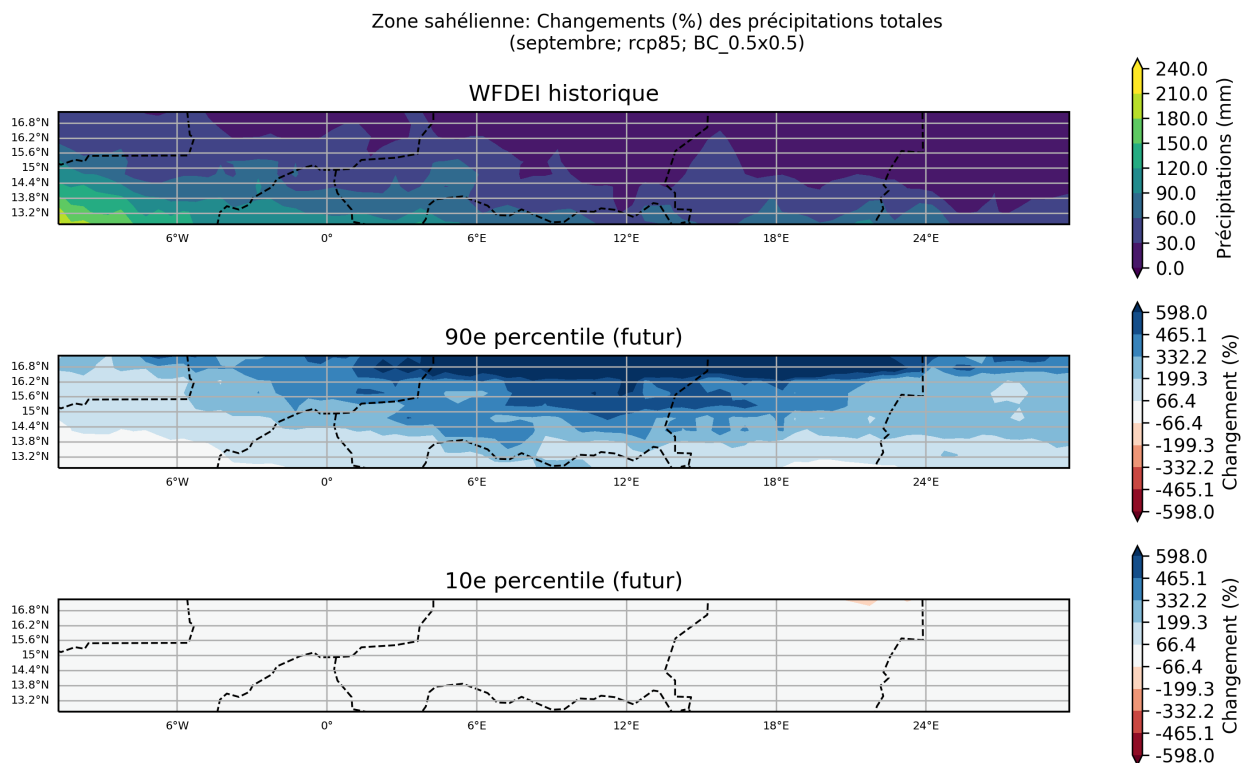 Zone sahélienne: Changements (%) des précipitations totales
(septembre; rcp85; BC_0.5x0.5)
WFDEI historique
16.8°N
16.2°N
15.6°N
15°N
14.4°N
13.8°N
13.2°N
6°W
0°
6°E
12°E
18°E
24°E
240.0
210.0
180.0
150.0
120.0
90.0
60.0
30.0
0.0
Précipitations (mm)
90e percentile (futur)
16.8°N
16.2°N
15.6°N
15°N
14.4°N
13.8°N
13.2°N
6°W
0°
6°E
12°E
18°E
24°E
598.0
465.1
332.2
199.3
66.4
-66.4
-199.3
-332.2
-465.1
-598.0
Changement (%)
10e percentile (futur)
16.8°N
16.2°N
15.6°N
15°N
14.4°N
13.8°N
13.2°N
6°W
0°
6°E
12°E
18°E
24°E
598.0
465.1
332.2
199.3
66.4
-66.4
-199.3
-332.2
-465.1
-598.0
Changement (%)